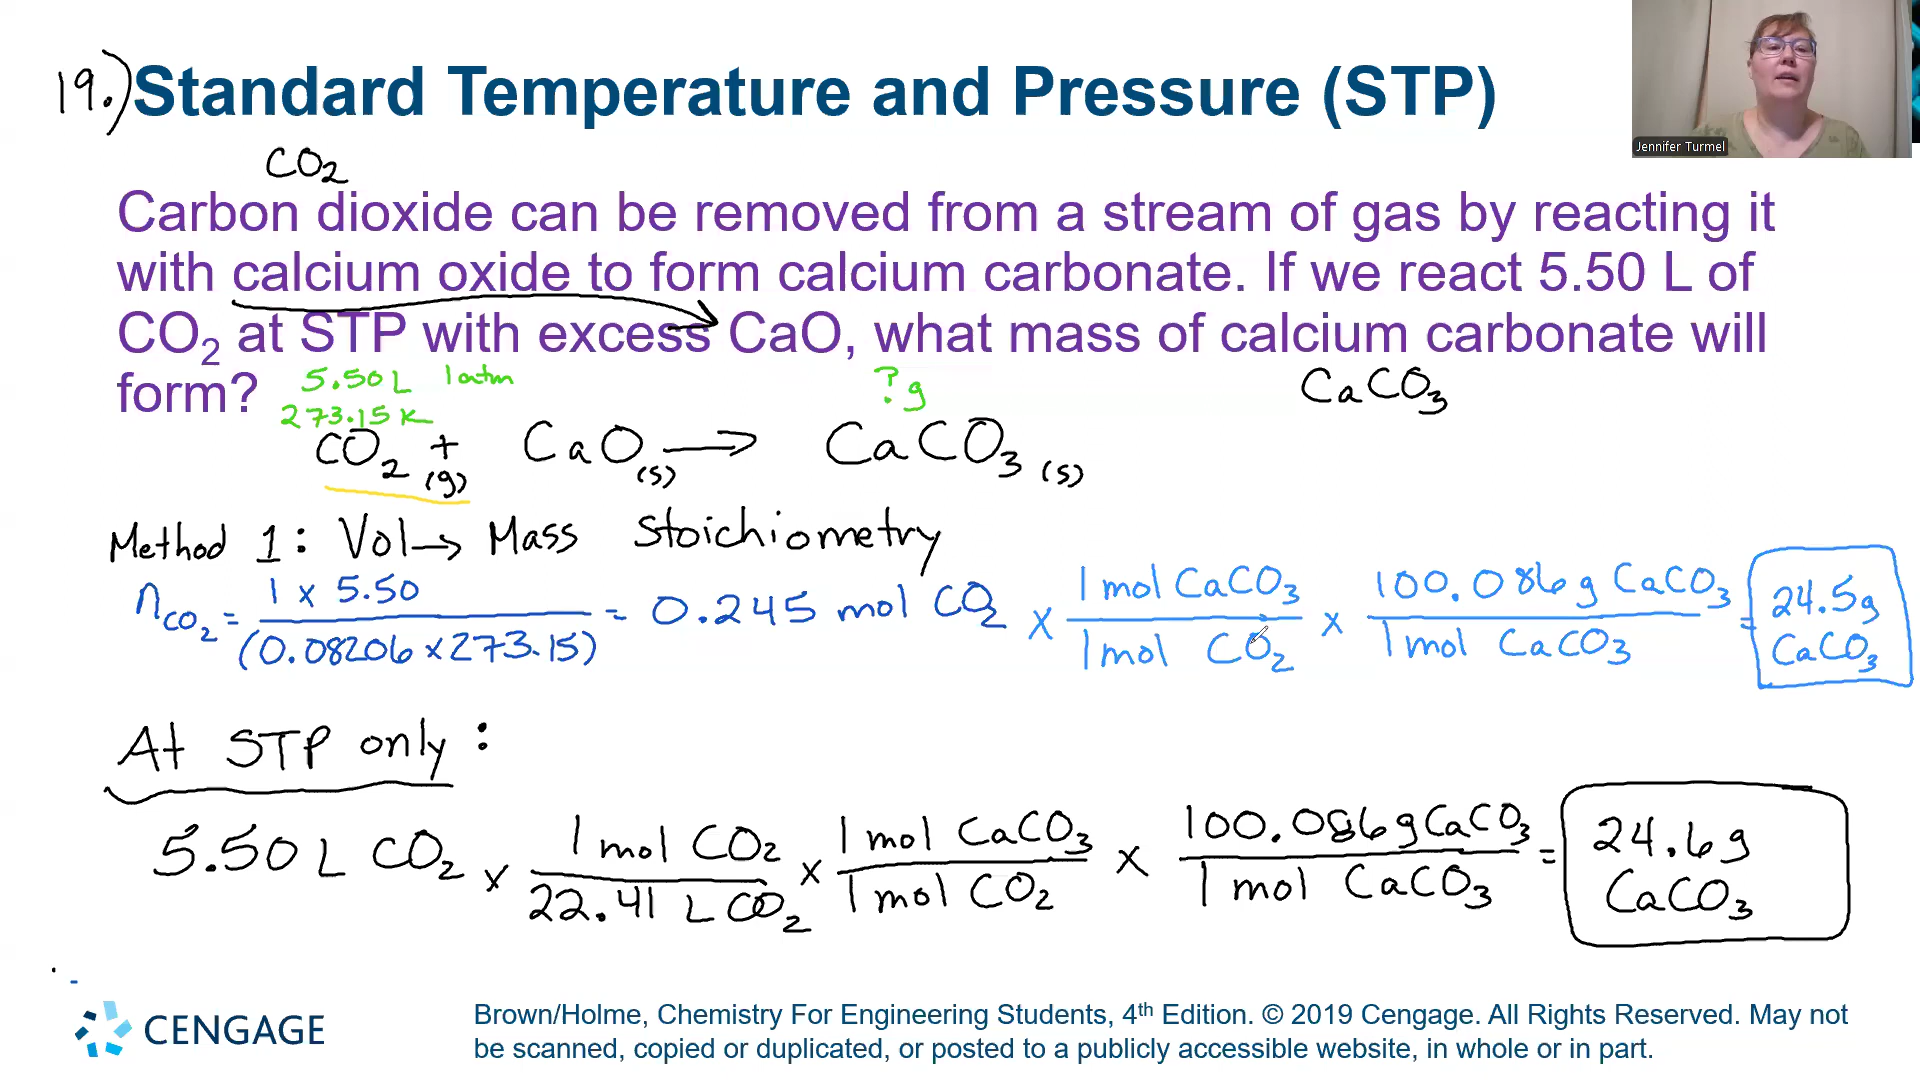 19.) Standard Temperature and Pressure (STP)
Jennifer Turmel
CO₂
Carbon dioxide can be removed from a stream of gas by reacting it
with calcium oxide to form calcium carbonate. If we react 5.50 L of
CO₂ at STP with excess CaO, what mass of calcium carbonate will
form?
5.50 L 1 atm ? g CaCO₃
273.15 K
CO₂ (g) + CaO (s) → CaCO₃ (s)
Method 1: Vol → Mass Stoichiometry
n CO₂ = 1 x 5.50 / (0.08206 x 273.15) = 0.245 mol CO₂ x 1 mol CaCO₃ / 1 mol CO₂ x 100.086 g CaCO₃ / 1 mol CaCO₃ = 24.5 g CaCO₃
At STP only :
5.50 L CO₂ x 1 mol CO₂ / 22.41 L CO₂ x 1 mol CaCO₃ / 1 mol CO₂ x 100.086 g CaCO₃ / 1 mol CaCO₃ = 24.6 g CaCO₃
CENGAGE
Brown/Holme, Chemistry For Engineering Students, 4th Edition. © 2019 Cengage. All Rights Reserved. May not
be scanned, copied or duplicated, or posted to a publicly accessible website, in whole or in part.